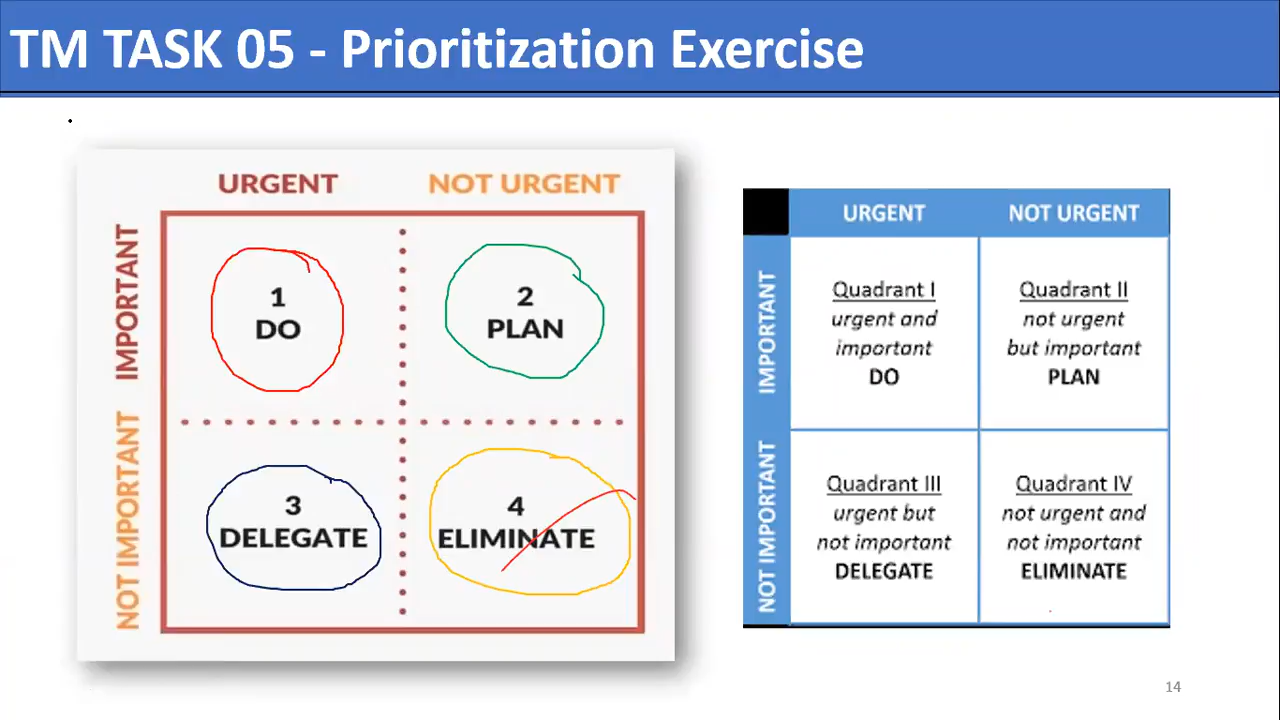 TM TASK 05 - Prioritization Exercise
URGENT
NOT URGENT
IMPORTANT
1
DO
2
PLAN
NOT IMPORTANT
3
DELEGATE
4
ELIMINATE
URGENT
NOT URGENT
IMPORTANT
Quadrant I
urgent and
important
DO
Quadrant II
not urgent
but important
PLAN
NOT IMPORTANT
Quadrant III
urgent but
not important
DELEGATE
Quadrant IV
not urgent and
not important
ELIMINATE
14